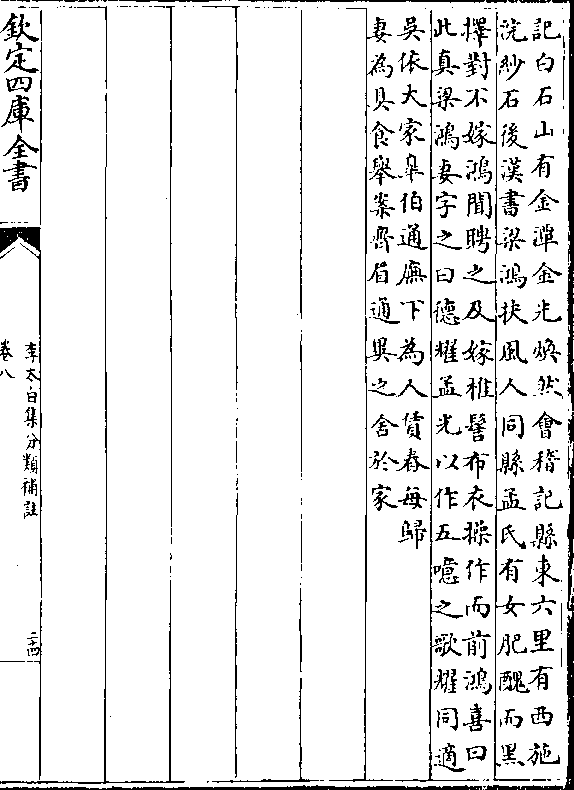 記白石山有金潭金光煥然會稽記縣東六里有西施
浣紗石後漢書梁鴻扶風人同縣孟氏有女肥醜而黑
擇對不嫁鴻聞聘之及嫁椎髻布衣操作而前鴻喜曰
此真梁鴻妻字之曰德耀孟光以作五噫之歌耀同適
吳依大家皐伯通廡下為人賃舂每歸
妻為具食舉案齊眉通異之舍於家
欽定四庫全書
李太白集分類補註
卷八
二十四